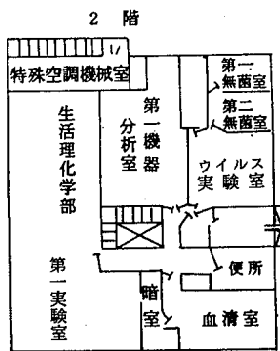 2 階
特殊空調機械室
生活理化学部
第一実験室
第一機器
分析室
第一
無菌室
第二
無菌室
ウイルス
実験室
便所
暗室
血清室